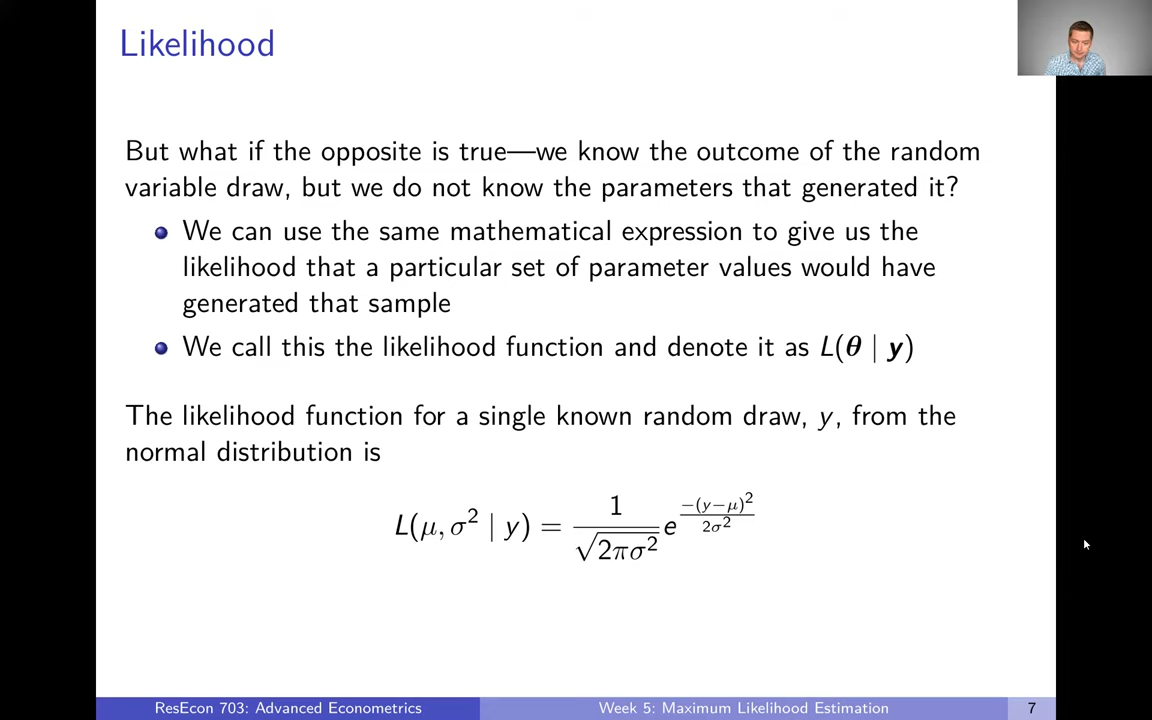 Likelihood
But what if the opposite is true—we know the outcome of the random
variable draw, but we do not know the parameters that generated it?
We can use the same mathematical expression to give us the
likelihood that a particular set of parameter values would have
generated that sample
We call this the likelihood function and denote it as L(θ | y)
The likelihood function for a single known random draw, y, from the
normal distribution is
L(μ, σ² | y) = 1/√(2πσ²) e^(−(y−μ)²/2σ²)
ResEcon 703: Advanced Econometrics Week 5: Maximum Likelihood Estimation 7